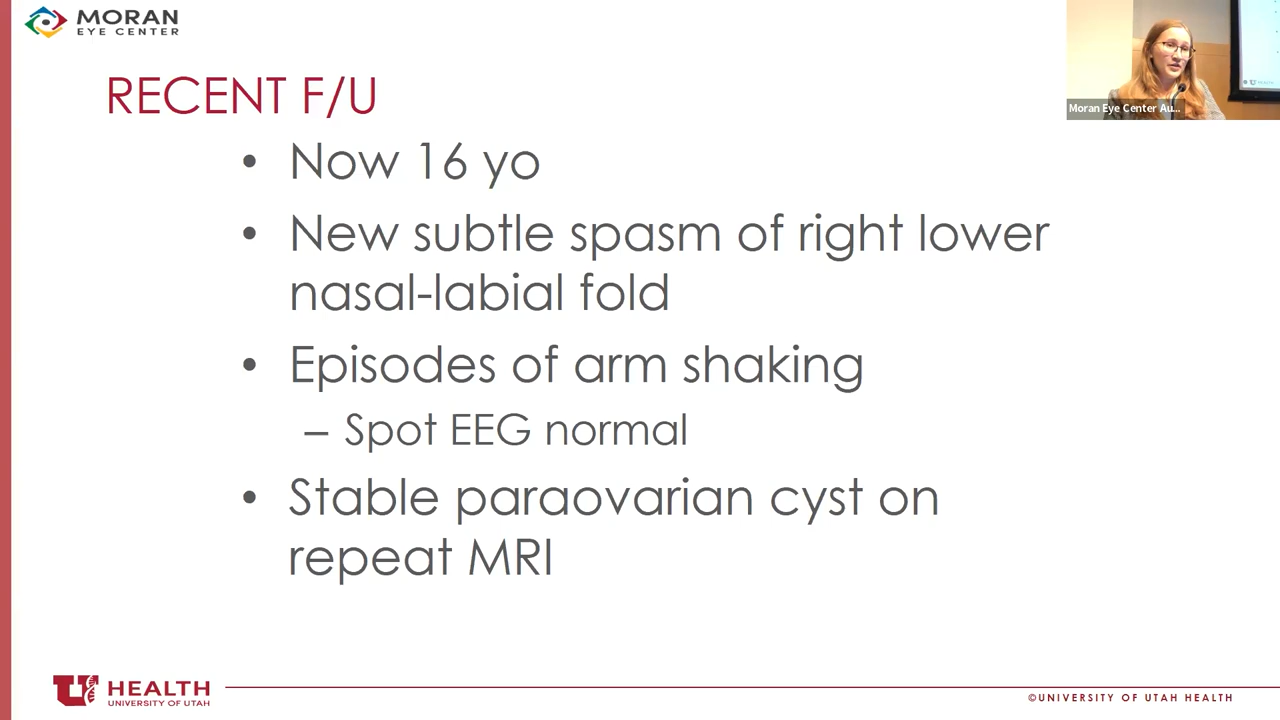 MORAN
EYE CENTER
Moran Eye Center Au...
RECENT F/U
• Now 16 yo
• New subtle spasm of right lower
nasal-labial fold
• Episodes of arm shaking
– Spot EEG normal
• Stable paraovarian cyst on
repeat MRI
U HEALTH
UNIVERSITY OF UTAH
©UNIVERSITY OF UTAH HEALTH